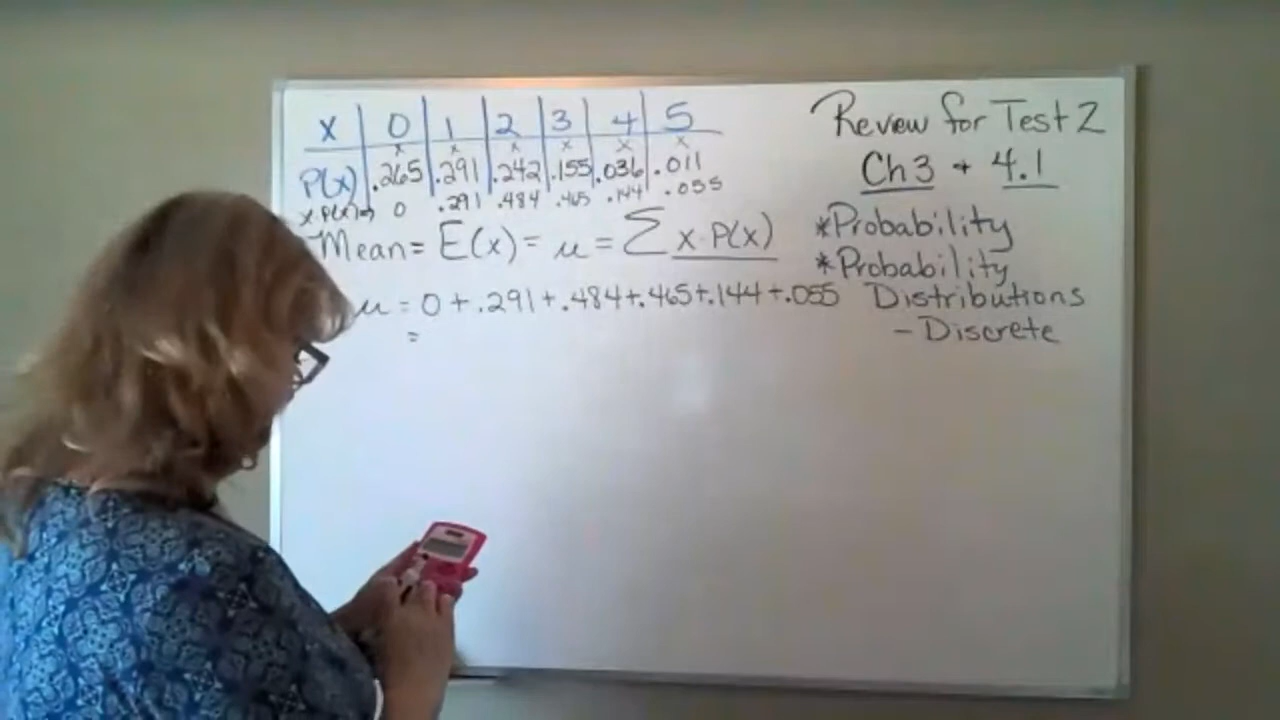 x 0 1 2 3 4 5
x x x x x x
P(x) .265 .291 .242 .155 .036 .011
x·P(x)⇒ 0 .291 .484 .465 .144 .055
Mean = E(x) = μ = Σ x·P(x)
μ = 0 + .291 + .484 + .465 + .144 + .055
=
Review for Test 2
Ch 3 + 4.1
*Probability
*Probability
Distributions
- Discrete